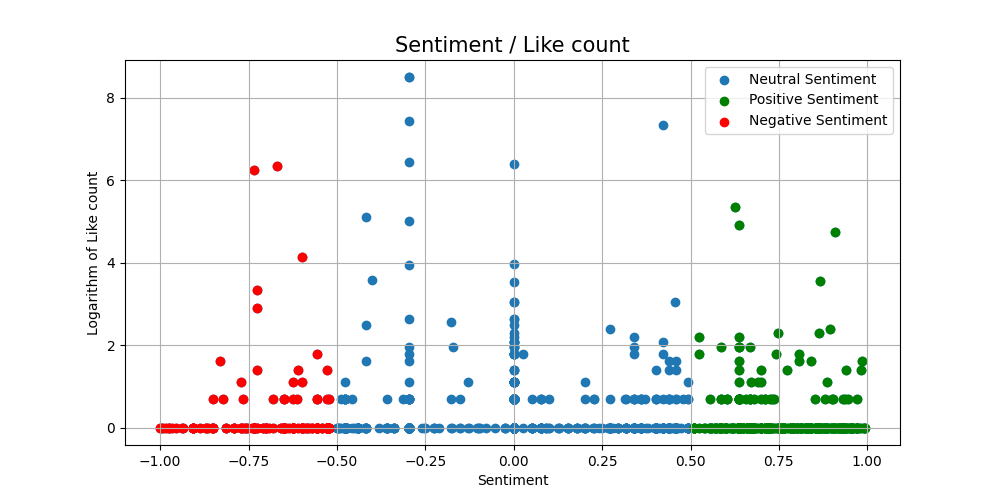 Sentiment / Like count
Neutral Sentiment
Positive Sentiment
Negative Sentiment
Logarithm of Like count
8
6
4
2
0
−1.00 −0.75 −0.50 −0.25 0.00 0.25 0.50 0.75 1.00
Sentiment